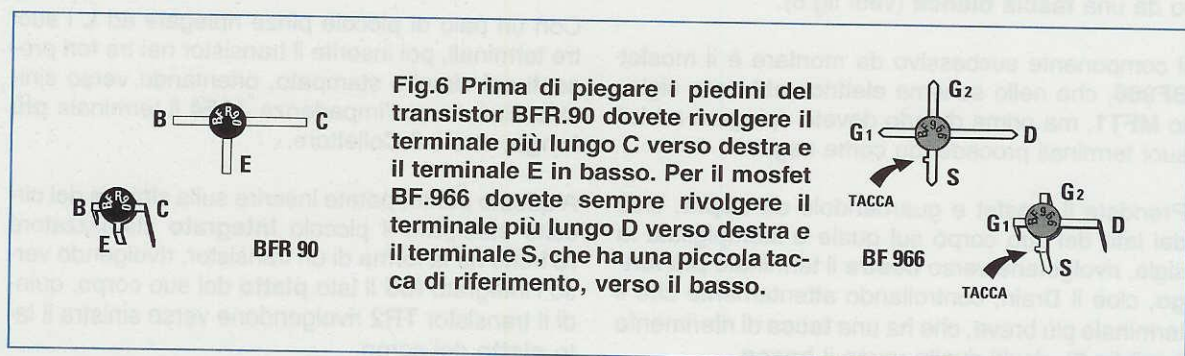 B
C
E
B
C
E
BFR 90
Fig.6 Prima di piegare i piedini del
transistor BFR.90 dovete rivolgere il
terminale più lungo C verso destra e
il terminale E in basso. Per il mosfet
BF.966 dovete sempre rivolgere il
terminale più lungo D verso destra e
il terminale S, che ha una piccola tac-
ca di riferimento, verso il basso.
G2
G1
D
S
TACCA
G2
G1
D
S
TACCA
BF 966